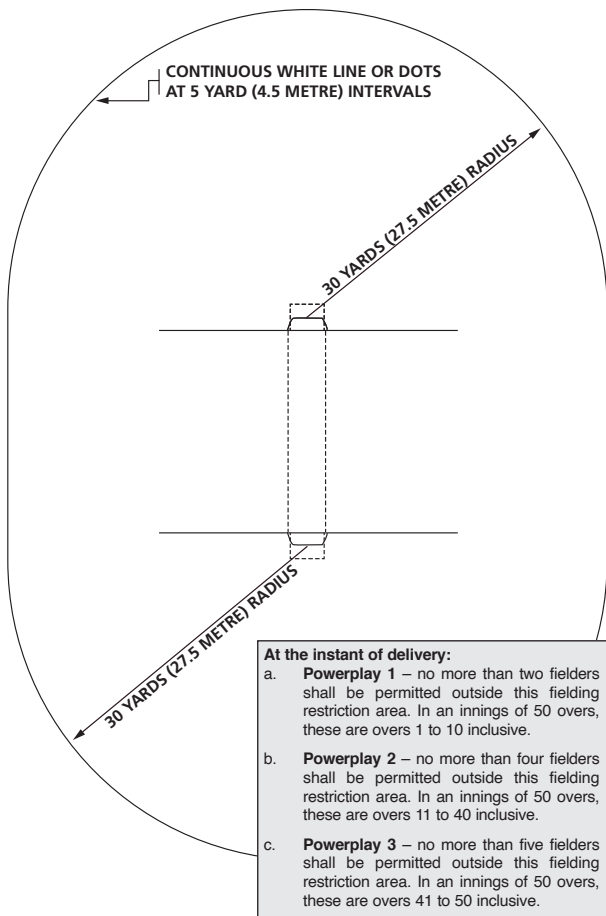 CONTINUOUS WHITE LINE OR DOTS
AT 5 YARD (4.5 METRE) INTERVALS
30 YARDS (27.5 METRE) RADIUS
30 YARDS (27.5 METRE) RADIUS
At the instant of delivery:
a. Powerplay 1 – no more than two fielders
shall be permitted outside this fielding
restriction area. In an innings of 50 overs,
these are overs 1 to 10 inclusive.
b. Powerplay 2 – no more than four fielders
shall be permitted outside this fielding
restriction area. In an innings of 50 overs,
these are overs 11 to 40 inclusive.
c. Powerplay 3 – no more than five fielders
shall be permitted outside this fielding
restriction area. In an innings of 50 overs,
these are overs 41 to 50 inclusive.